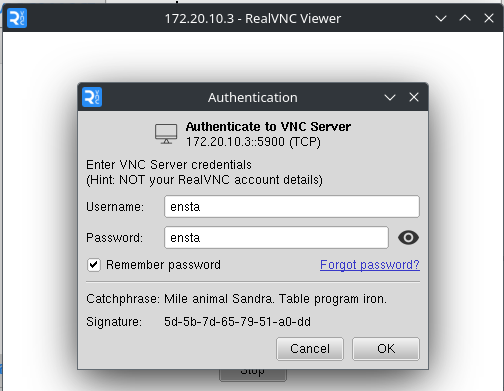 172.20.10.3 - RealVNC Viewer
Authentication
Authenticate to VNC Server
172.20.10.3::5900 (TCP)
Enter VNC Server credentials
(Hint: NOT your RealVNC account details)
Username: ensta
Password: ensta
Remember password Forgot password?
Catchphrase: Mile animal Sandra. Table program iron.
Signature: 5d-5b-7d-65-79-51-a0-dd
Cancel OK
Stop